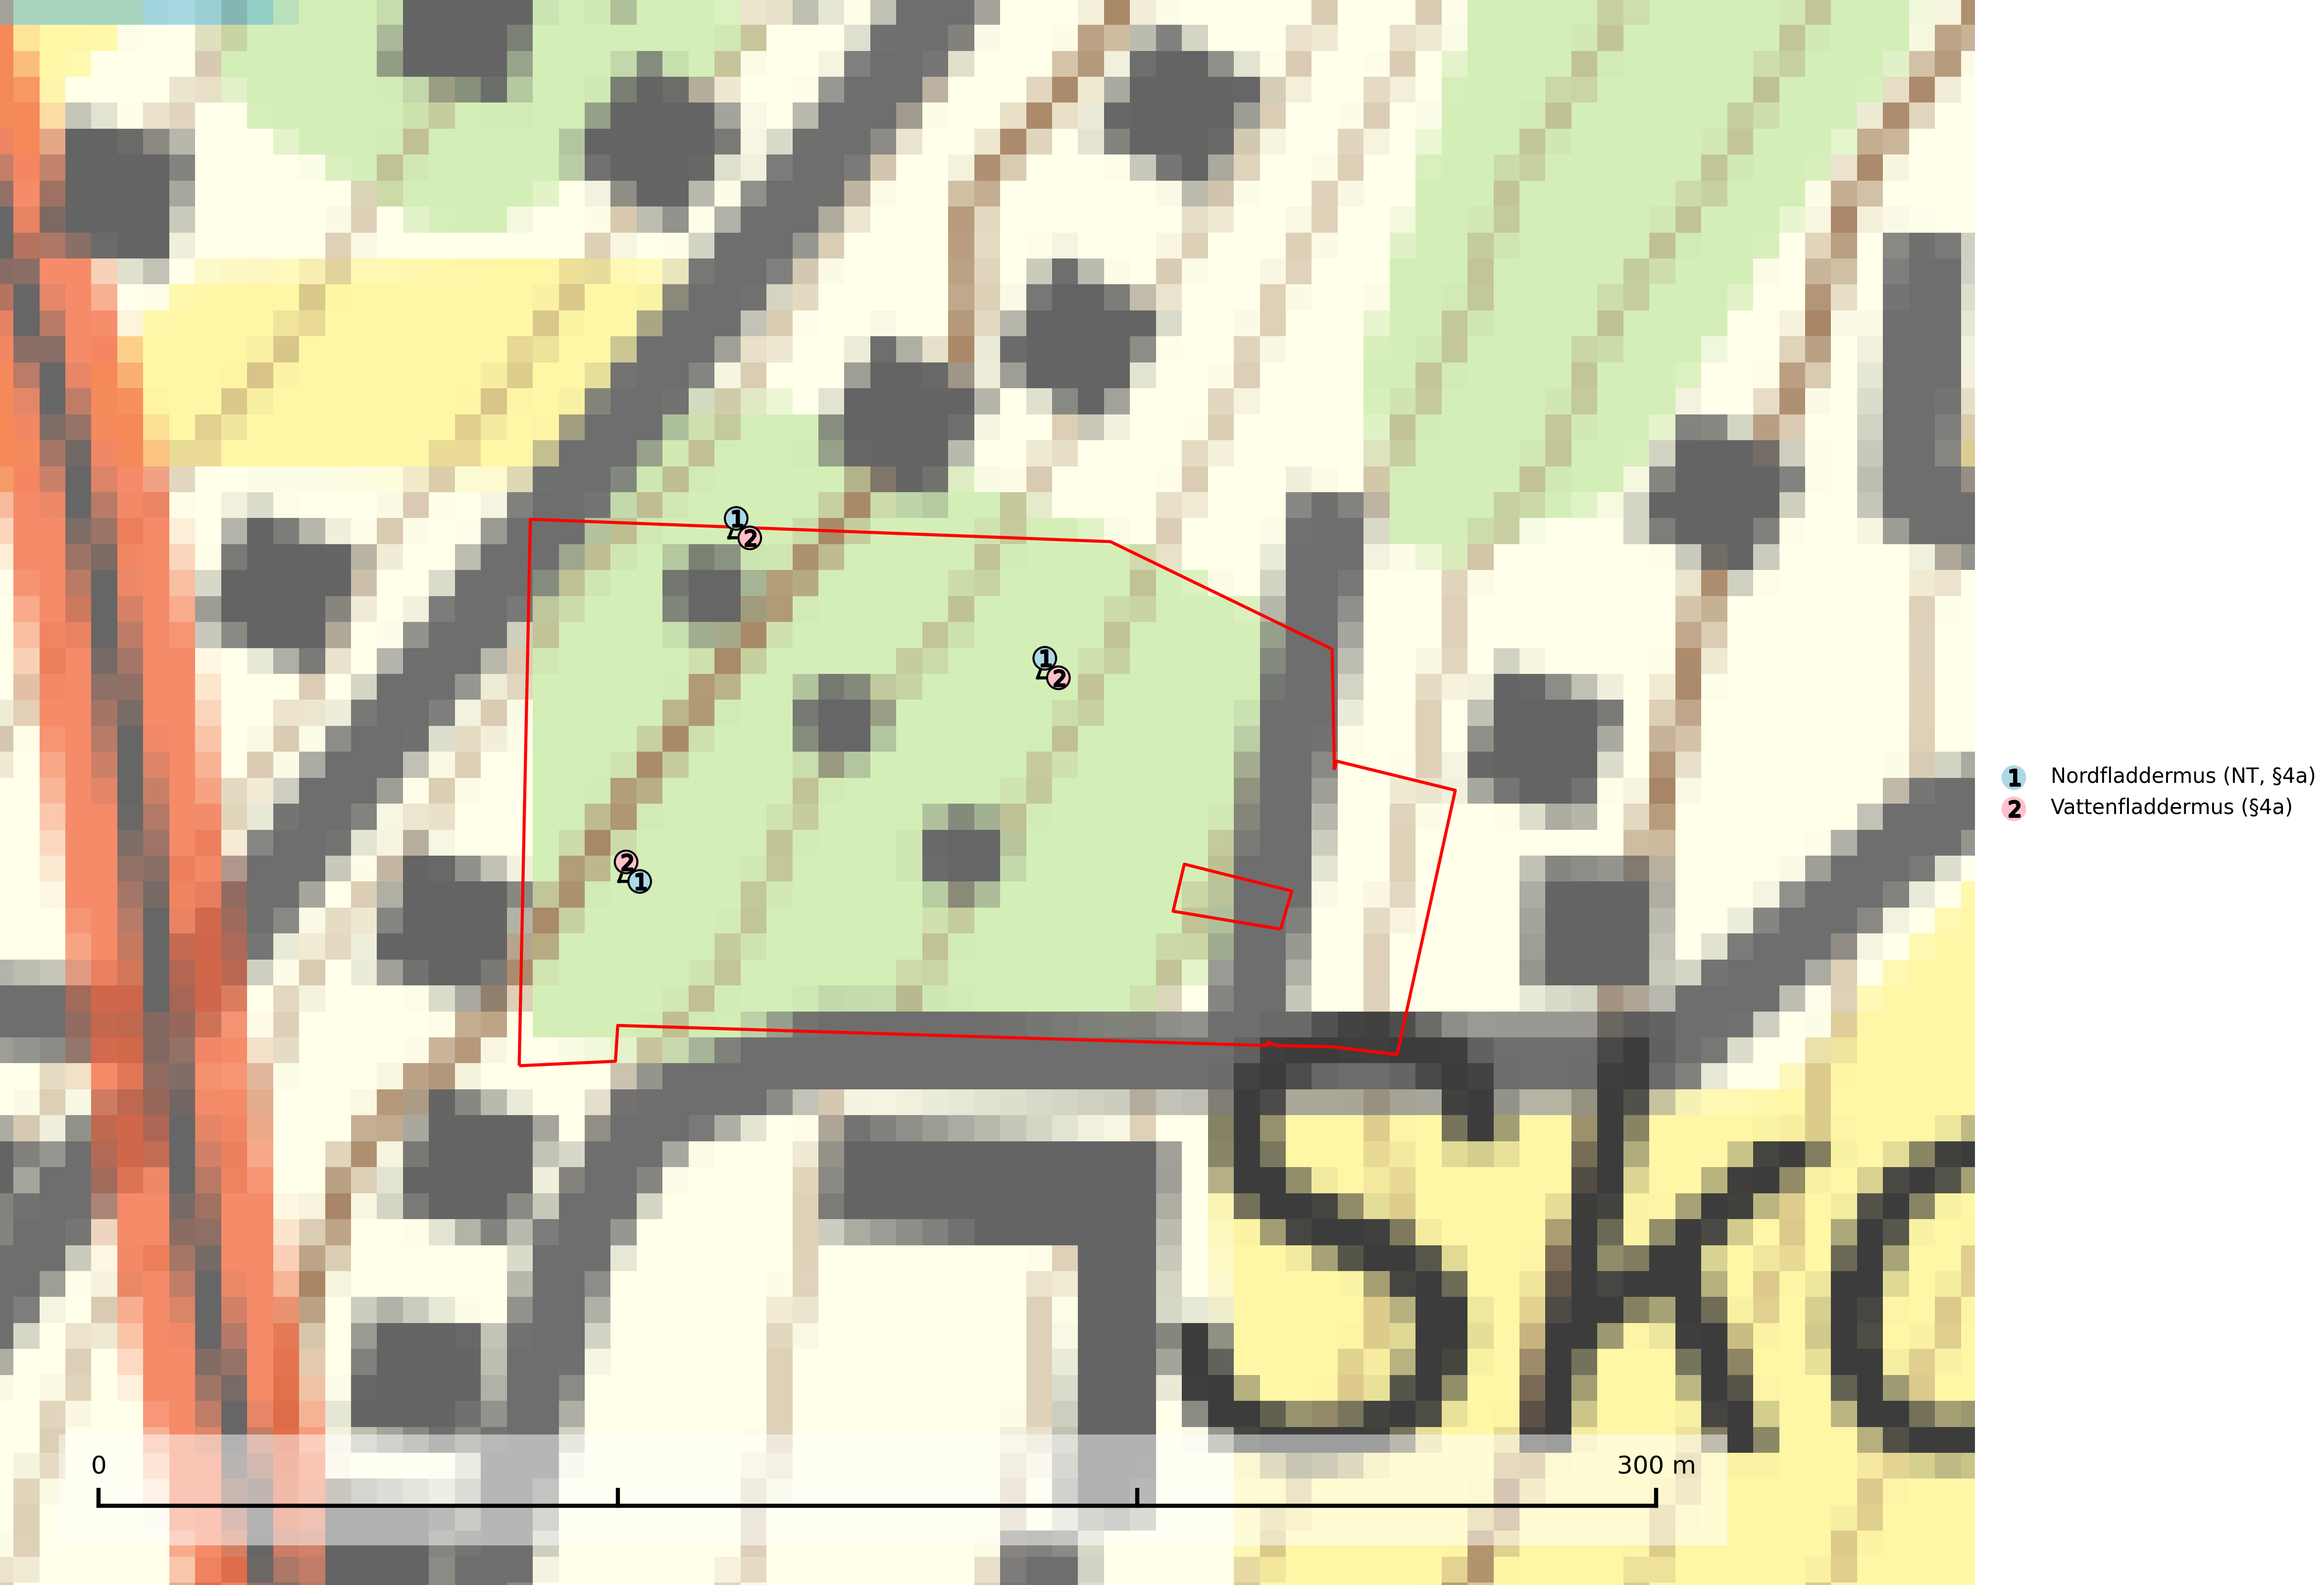 1
2
1
2
2
1
1 Nordfladdermus (NT, §4a)
2 Vattenfladdermus (§4a)
0 300 m